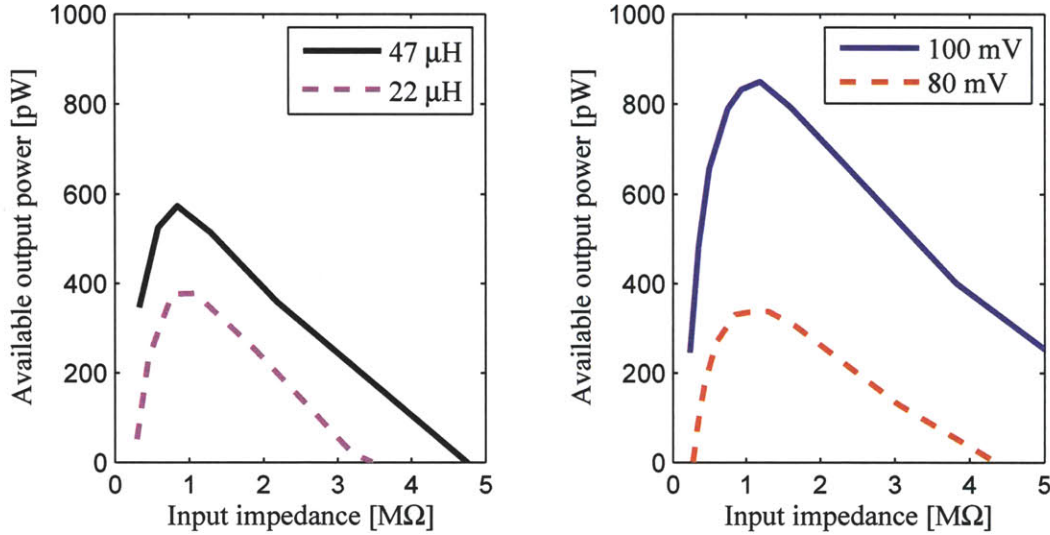 1000
800
600
400
200
0
0 1 2 3 4 5
Available output power [pW]
Input impedance [MΩ]
47 μH
22 μH
1000
800
600
400
200
0
0 1 2 3 4 5
Available output power [pW]
Input impedance [MΩ]
100 mV
80 mV